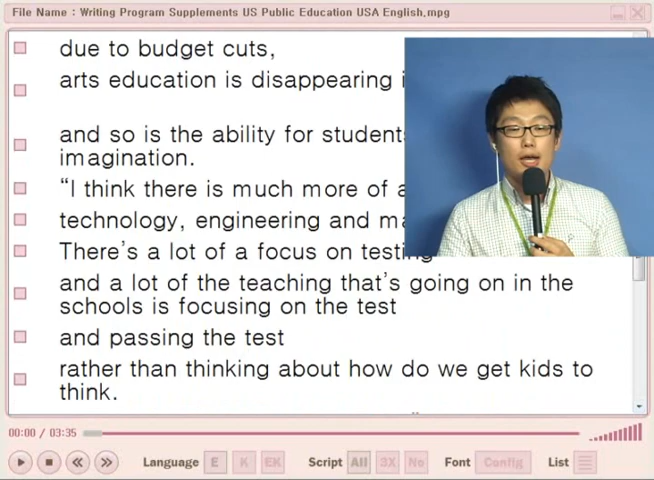 File Name : Writing Program Supplements US Public Education USA English.mpg
due to budget cuts,
arts education is disappearing
and so is the ability for
imagination.
“I think there is much more of
technology, engineering and
There’s a lot of a focus on
and a lot of the teaching that’s going on in the
schools is focusing on the test
and passing the test
rather than thinking about how do we get kids to
think.
00:00 / 03:35
Language E K EK Script All 3X No Font Config List